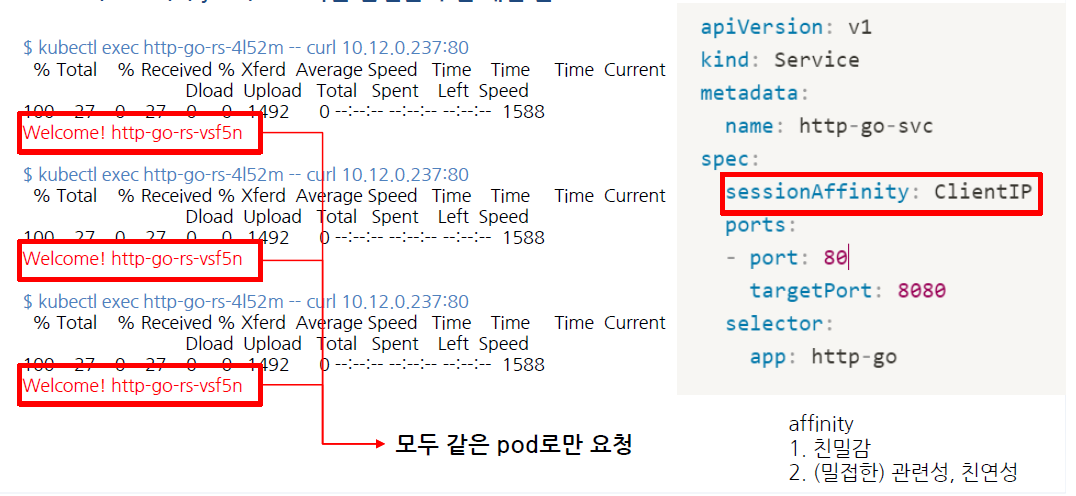 $ kubectl exec http-go-rs-4l52m -- curl 10.12.0.237:80
% Total % Received % Xferd Average Speed Time Time Time Current
Dload Upload Total Spent Left Speed
100 27 0 27 0 0 1492 0 --:--:-- --:--:-- --:--:-- 1588
Welcome! http-go-rs-vsf5n
$ kubectl exec http-go-rs-4l52m -- curl 10.12.0.237:80
% Total % Received % Xferd Average Speed Time Time Time Current
Dload Upload Total Spent Left Speed
100 27 0 27 0 0 1492 0 --:--:-- --:--:-- --:--:-- 1588
Welcome! http-go-rs-vsf5n
$ kubectl exec http-go-rs-4l52m -- curl 10.12.0.237:80
% Total % Received % Xferd Average Speed Time Time Time Current
Dload Upload Total Spent Left Speed
100 27 0 27 0 0 1492 0 --:--:-- --:--:-- --:--:-- 1588
Welcome! http-go-rs-vsf5n
모두 같은 pod로만 요청
apiVersion: v1
kind: Service
metadata:
name: http-go-svc
spec:
sessionAffinity: ClientIP
ports:
- port: 80
targetPort: 8080
selector:
app: http-go
affinity
1. 친밀감
2. (밀접한) 관련성, 친연성